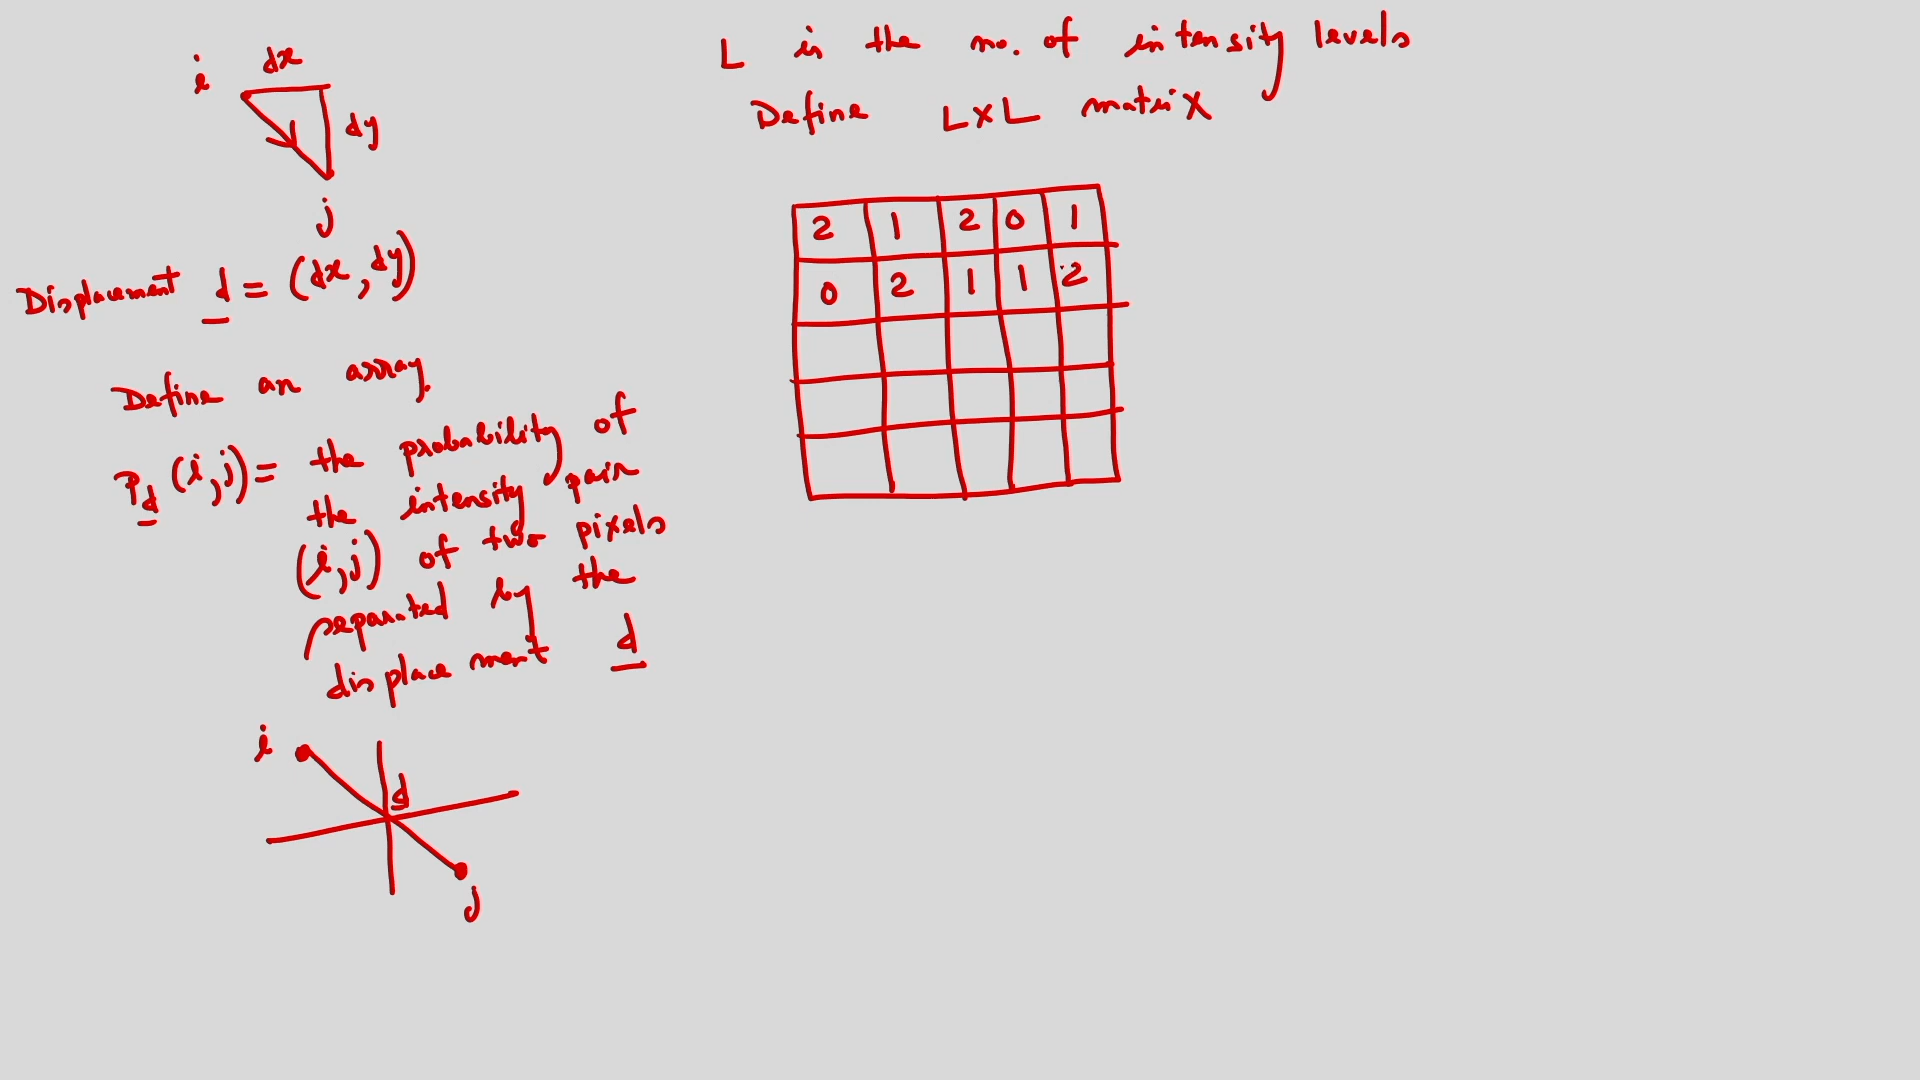 i dx
dy
j
Displacement d = (dx, dy)
Define an array
Pd (i,j) = the probability of
the intensity pair
(i,j) of two pixels
separated by the
displacement d
i
d
j
L is the no. of intensity levels
Define LXL matrix
2 1 2 0 1
0 2 1 1 2